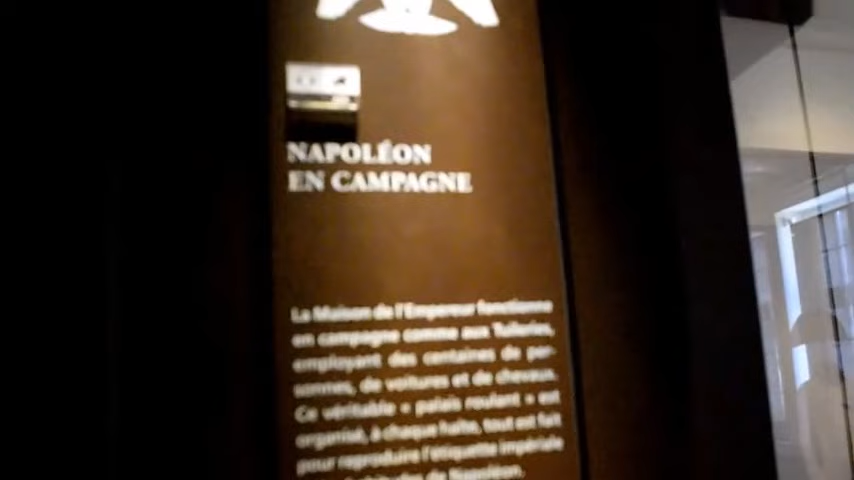 NAPOLÉON
EN CAMPAGNE
La Maison de l'Empereur fonctionne
en campagne comme aux Tuileries,
employant des centaines de per-
sonnes, de voitures et de chevaux.
Ce véritable « palais roulant » est
organisé, à chaque halte, tout est fait
pour reproduire l'étiquette impériale
de Napoléon.